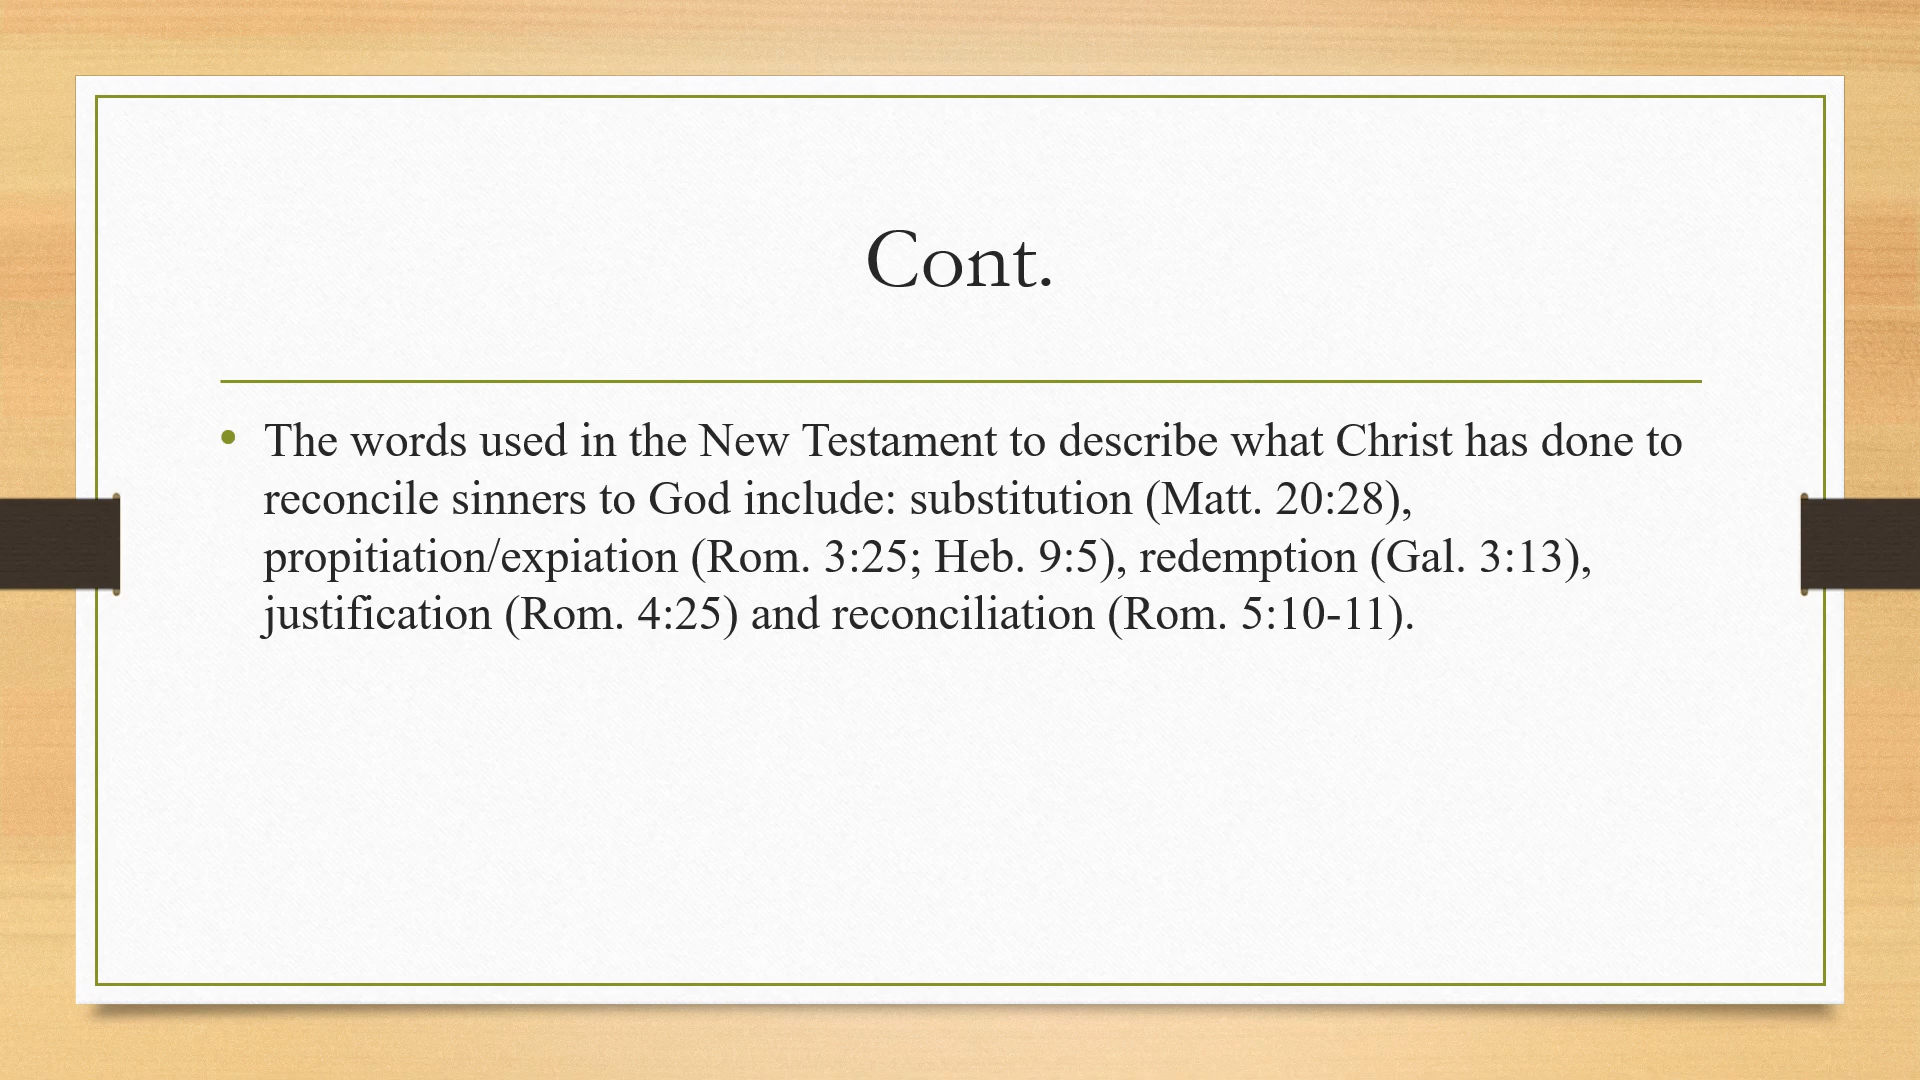 Cont.
• The words used in the New Testament to describe what Christ has done to
reconcile sinners to God include: substitution (Matt. 20:28),
propitiation/expiation (Rom. 3:25; Heb. 9:5), redemption (Gal. 3:13),
justification (Rom. 4:25) and reconciliation (Rom. 5:10-11).